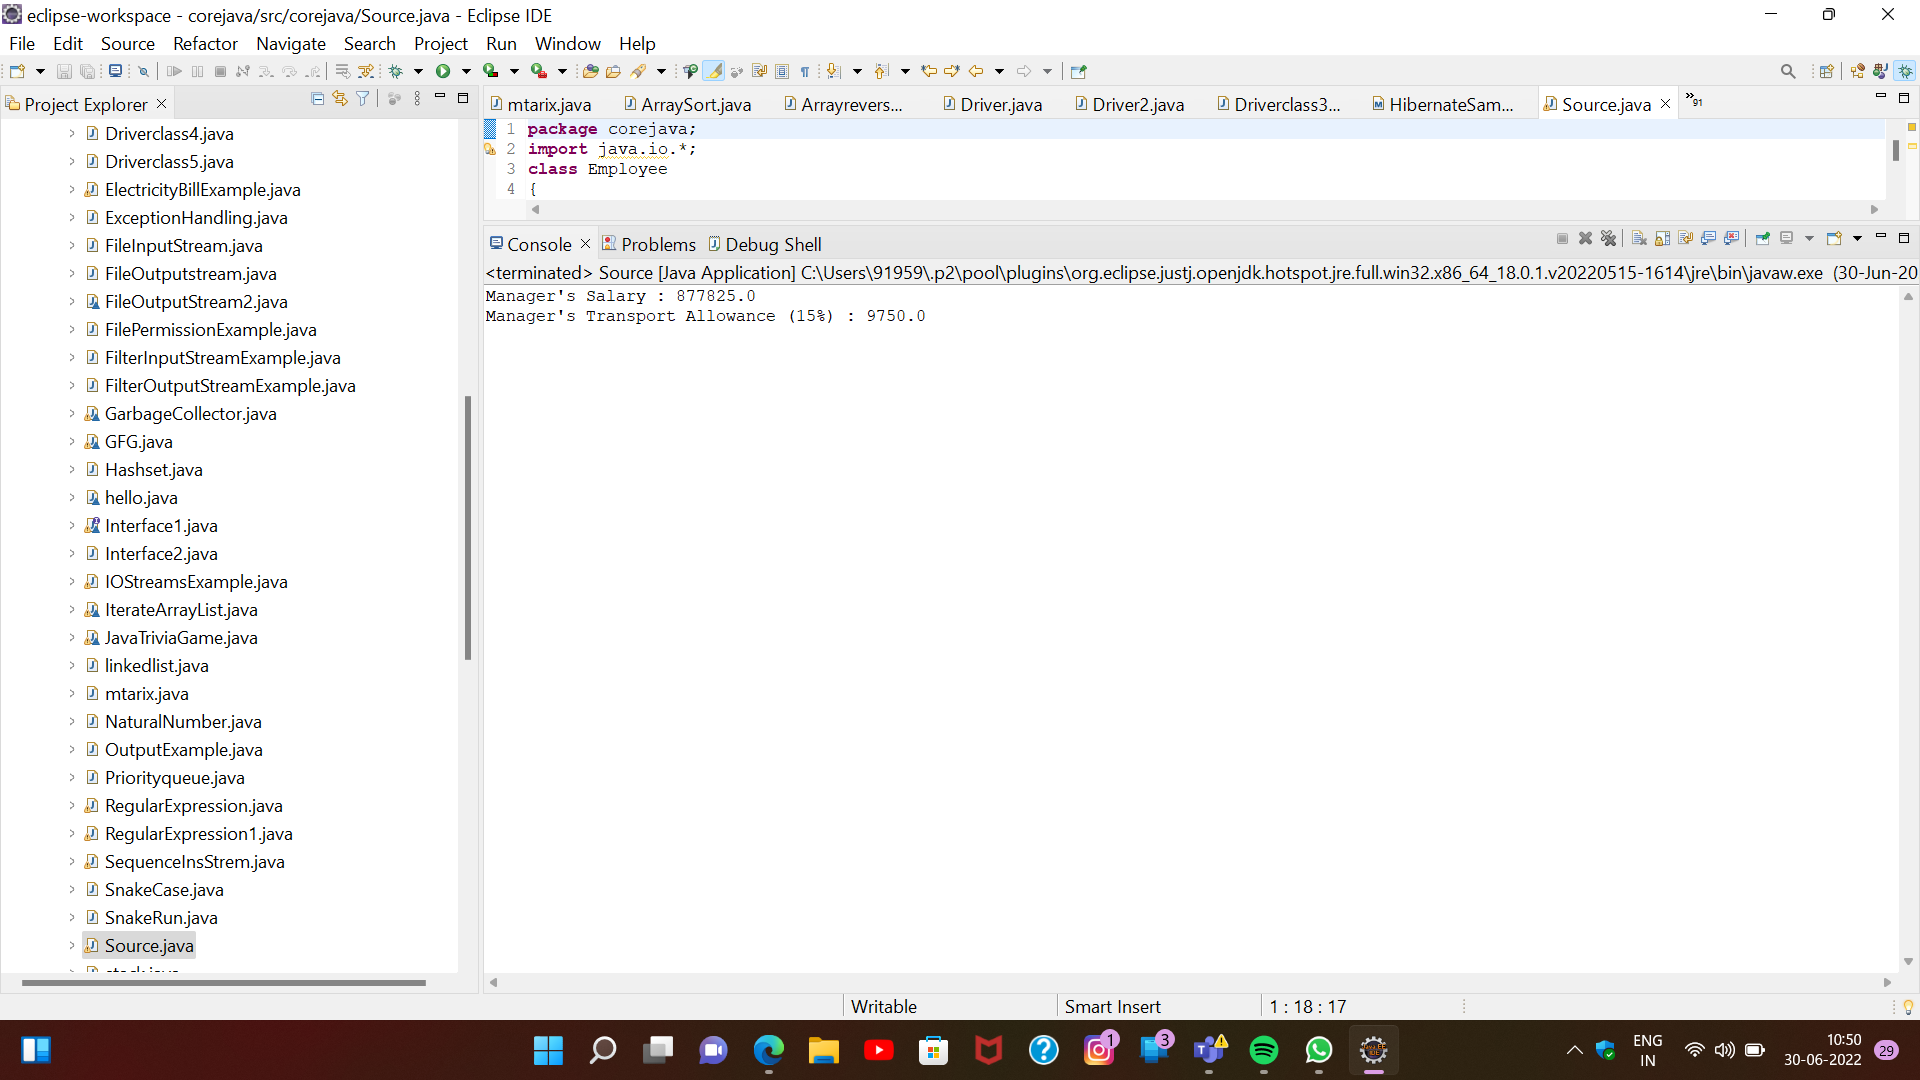 eclipse-workspace - corejava/src/corejava/Source.java - Eclipse IDE
File Edit Source Refactor Navigate Search Project Run Window Help
Project Explorer
Driverclass4.java
Driverclass5.java
ElectricityBillExample.java
ExceptionHandling.java
FileInputStream.java
FileOutputstream.java
FileOutputStream2.java
FilePermissionExample.java
FilterInputStreamExample.java
FilterOutputStreamExample.java
GarbageCollector.java
GFG.java
Hashset.java
hello.java
Interface1.java
Interface2.java
IOStreamsExample.java
IterateArrayList.java
JavaTriviaGame.java
linkedlist.java
mtarix.java
NaturalNumber.java
OutputExample.java
Priorityqueue.java
RegularExpression.java
RegularExpression1.java
SequenceInsStrem.java
SnakeCase.java
SnakeRun.java
Source.java
mtarix.java ArraySort.java Arrayrevers... Driver.java Driver2.java Driverclass3... HibernateSam... Source.java »91
1 package corejava;
2 import java.io.*;
3 class Employee
4 {
Console Problems Debug Shell
<terminated> Source [Java Application] C:\Users\91959\.p2\pool\plugins\org.eclipse.justj.openjdk.hotspot.jre.full.win32.x86_64_18.0.1.v20220515-1614\jre\bin\javaw.exe (30-Jun-20
Manager's Salary : 877825.0
Manager's Transport Allowance (15%) : 9750.0
Writable Smart Insert 1 : 18 : 17
1
3
ENG
IN
10:50
30-06-2022
29